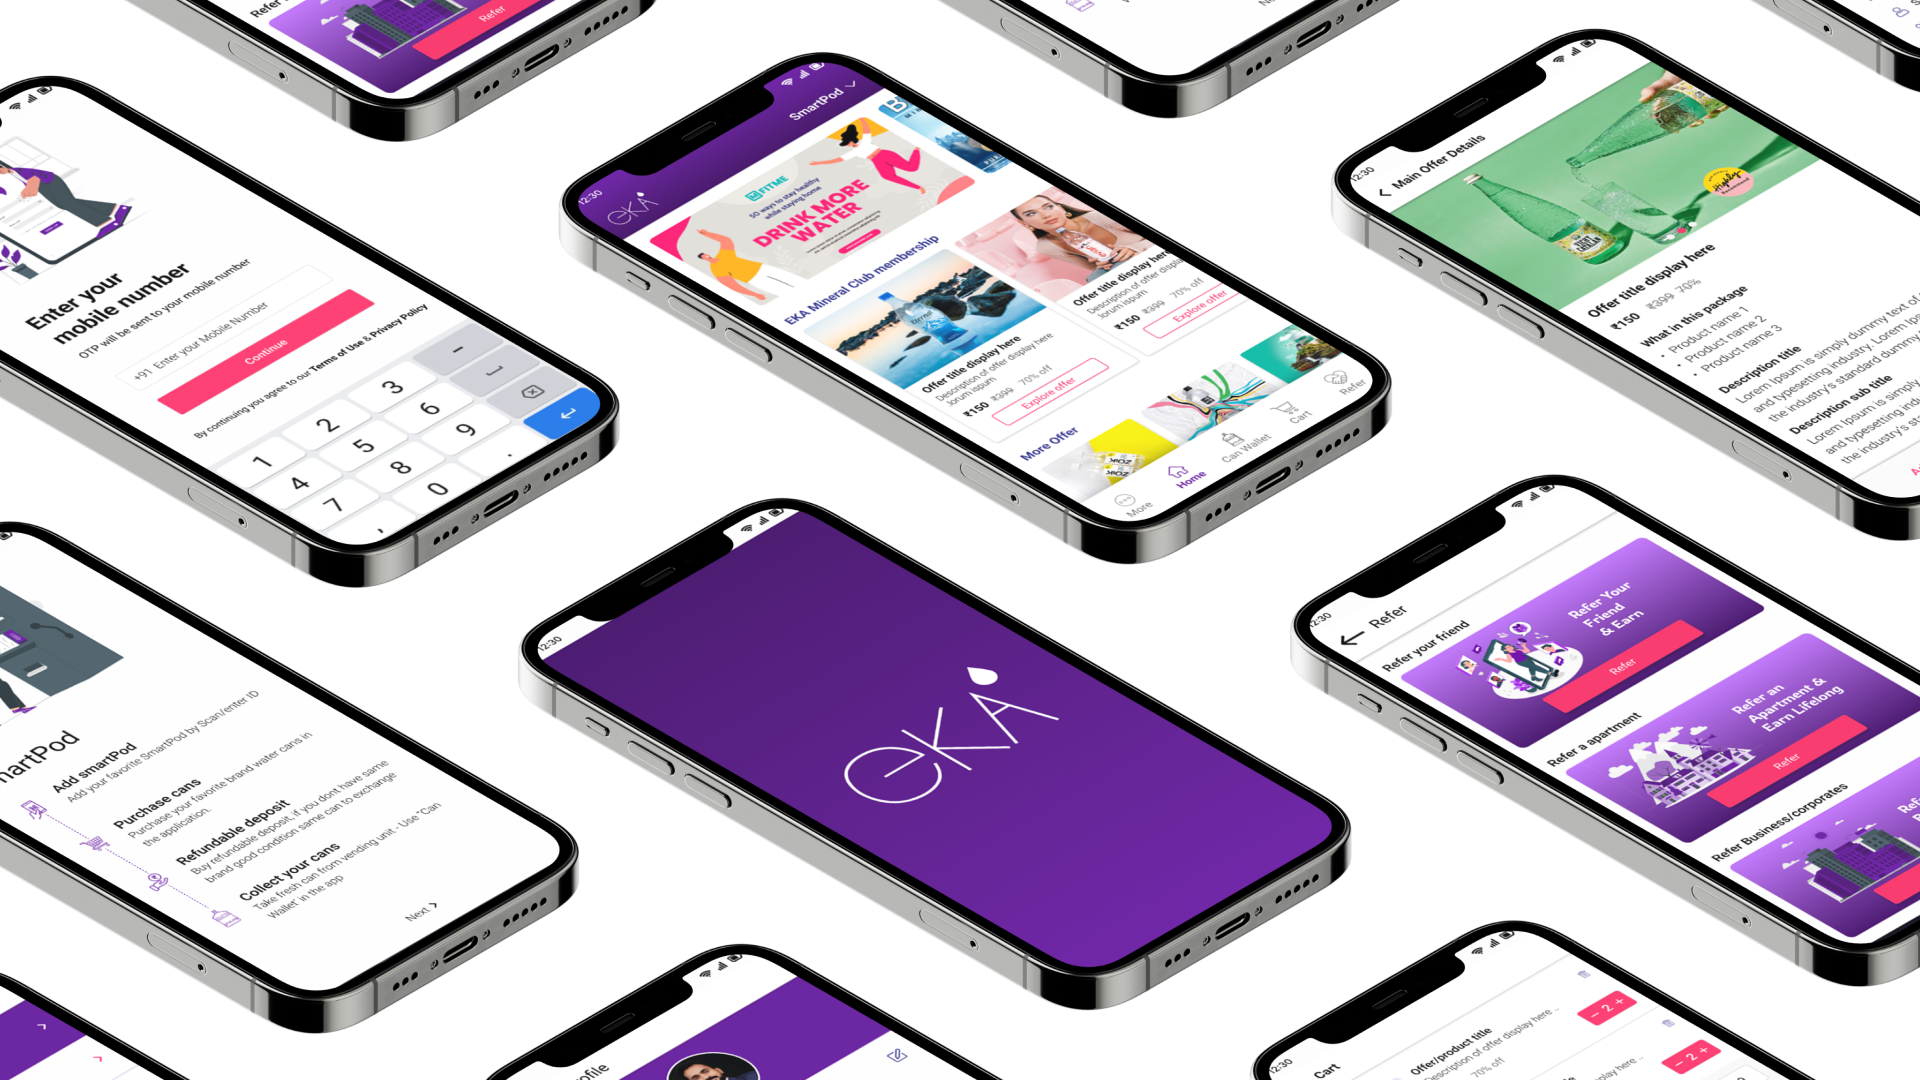 Refer
12:30
SmartPod
EKA
FITME
50 ways to stay healthy
while staying home
DRINK MORE
WATER
EKA Mineral Club membership
Offer title display here
Description of offer display here
lorum ispum
₹150 ₹399 70% off
Explore offer
Offer title display here
Description of offer displa
lorum ispum
₹150 ₹399 70% off
Explore offer
More Offer
More
Home
Can Wallet
Cart
Refer
Enter your
mobile number
OTP will be sent to your mobile number
+91 Enter your Mobile Number
Continue
By continuing you agree to our Terms of Use & Privacy Policy
1
2
3
4
5
6
7
8
9
0
,
.
12:30
Main Offer Details
Highly
Offer title display here
₹150 ₹399 70%
What in this package
• Product name 1
• Product name 2
• Product name 3
Description title
Lorem Ipsum is simply dummy text of
and typesetting industry. Lorem Ips
the industry's standard dummy
Description sub title
Lorem Ipsum is simply
and typesetting indu
the industry's sta
martPod
Add smartPod
Add your favorite SmartPod by Scan/enter ID
Purchase cans
Purchase your favorite brand water cans in
the application.
Refundable deposit
Buy refundable deposit, if you dont have same
brand good condition same can to exchange
Collect your cans
Take fresh can from vending unit - Use "Can
Wallet' in the app
Next
12:30
EKA
12:30
Refer
Refer your friend
Refer Your
Friend
& Earn
Refer
Refer a apartment
Refer an
Apartment &
Earn Lifelong
Refer
Refer Business/corporates
ofile
12:30
Cart
Offer/product title
Description of offer display here ..
70% off
− 2 +
− 2 +